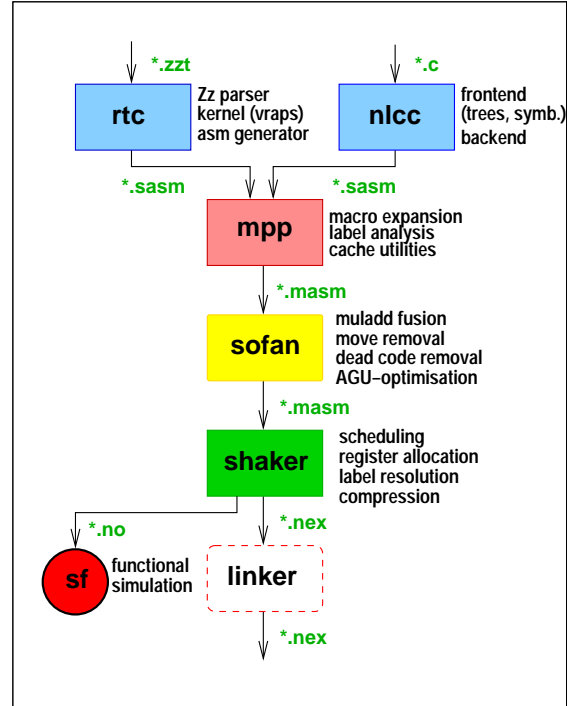 *.zzt
*.c
rtc
Zz parser
kernel (vraps)
asm generator
nlcc
frontend
(trees, symb.)
backend
*.sasm
*.sasm
mpp
macro expansion
label analysis
cache utilities
*.masm
sofan
muladd fusion
move removal
dead code removal
AGU–optimisation
*.masm
shaker
scheduling
register allocation
label resolution
compression
*.no
*.nex
sf
functional
simulation
linker
*.nex